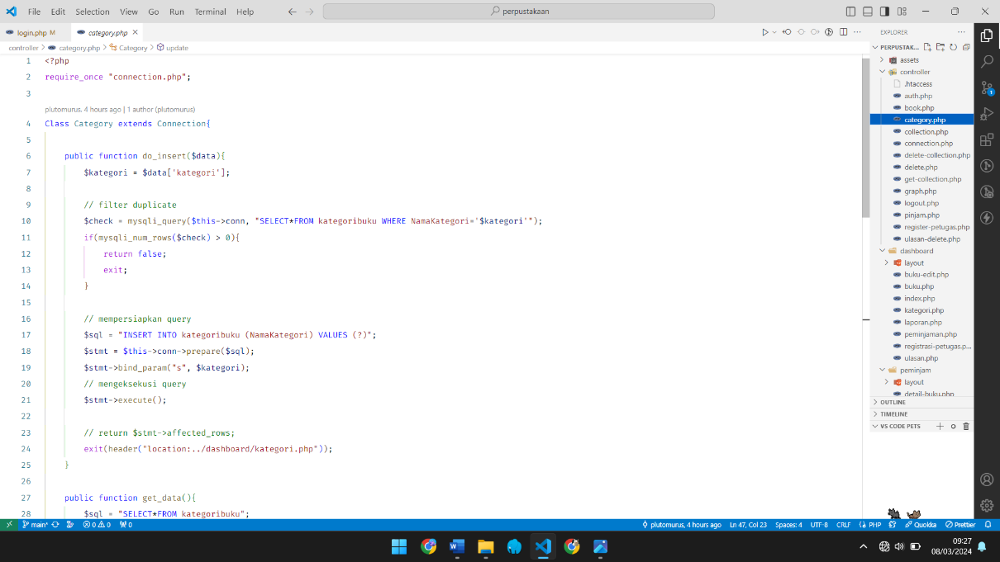 File Edit Selection View Go Run Terminal Help
perpustakaan
login.php M
category.php
controller > category.php > Category > update
1 <?php
2 require_once "connection.php";
3
plutomurus, 4 hours ago | 1 author (plutomurus)
4 Class Category extends Connection{
5
6 public function do_insert($data){
7 $kategori = $data['kategori'];
8
9 // filter duplicate
10 $check = mysqli_query($this->conn, "SELECT*FROM kategoribuku WHERE NamaKategori='$kategori'");
11 if(mysqli_num_rows($check) > 0){
12 return false;
13 exit;
14 }
15
16 // mempersiapkan query
17 $sql = "INSERT INTO kategoribuku (NamaKategori) VALUES (?)";
18 $stmt = $this->conn->prepare($sql);
19 $stmt->bind_param("s", $kategori);
20 // mengeksekusi query
21 $stmt->execute();
22
23 // return $stmt->affected_rows;
24 exit(header("location:../dashboard/kategori.php"));
25 }
26
27 public function get_data(){
28 $sql = "SELECT*FROM kategoribuku";
EXPLORER
PERPUSTAK...
assets
controller
.htaccess
auth.php
book.php
category.php
collection.php
connection.php
delete-collection.php
delete.php
get-collection.php
graph.php
logout.php
pinjam.php
register-petugas.php
ulasan-delete.php
dashboard
layout
buku-edit.php
buku.php
index.php
kategori.php
laporan.php
peminjaman.php
registrasi-petugas.p...
ulasan.php
peminjam
layout
detail-buku.php
OUTLINE
TIMELINE
VS CODE PETS
1
main* 0 0 0
plutomurus, 4 hours ago Ln 47, Col 23 Spaces: 4 UTF-8 CRLF PHP Quokka Prettier
09:27
08/03/2024